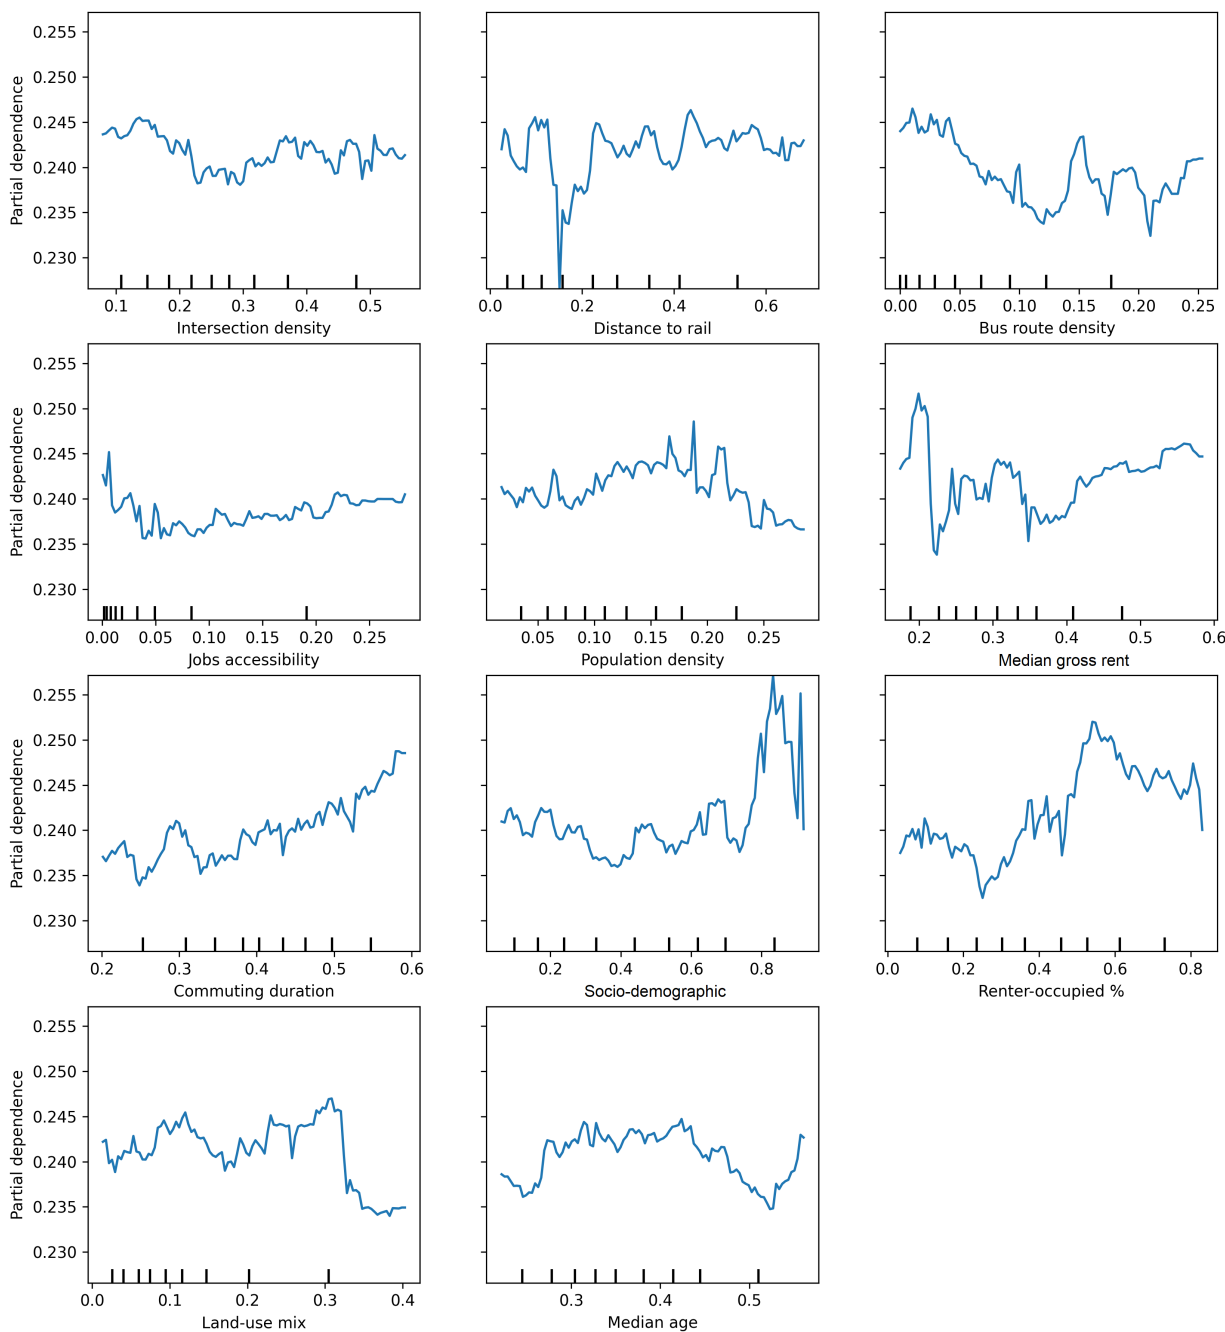 0.255
0.250
0.245
0.240
0.235
0.230
Partial dependence
0.1 0.2 0.3 0.4 0.5
Intersection density
0.0 0.2 0.4 0.6
Distance to rail
0.00 0.05 0.10 0.15 0.20 0.25
Bus route density
0.255
0.250
0.245
0.240
0.235
0.230
Partial dependence
0.00 0.05 0.10 0.15 0.20 0.25
Jobs accessibility
0.05 0.10 0.15 0.20 0.25
Population density
0.2 0.3 0.4 0.5 0.6
Median gross rent
0.255
0.250
0.245
0.240
0.235
0.230
Partial dependence
0.2 0.3 0.4 0.5 0.6
Commuting duration
0.2 0.4 0.6 0.8
Socio-demographic
0.0 0.2 0.4 0.6 0.8
Renter-occupied %
0.255
0.250
0.245
0.240
0.235
0.230
Partial dependence
0.0 0.1 0.2 0.3 0.4
Land-use mix
0.3 0.4 0.5
Median age